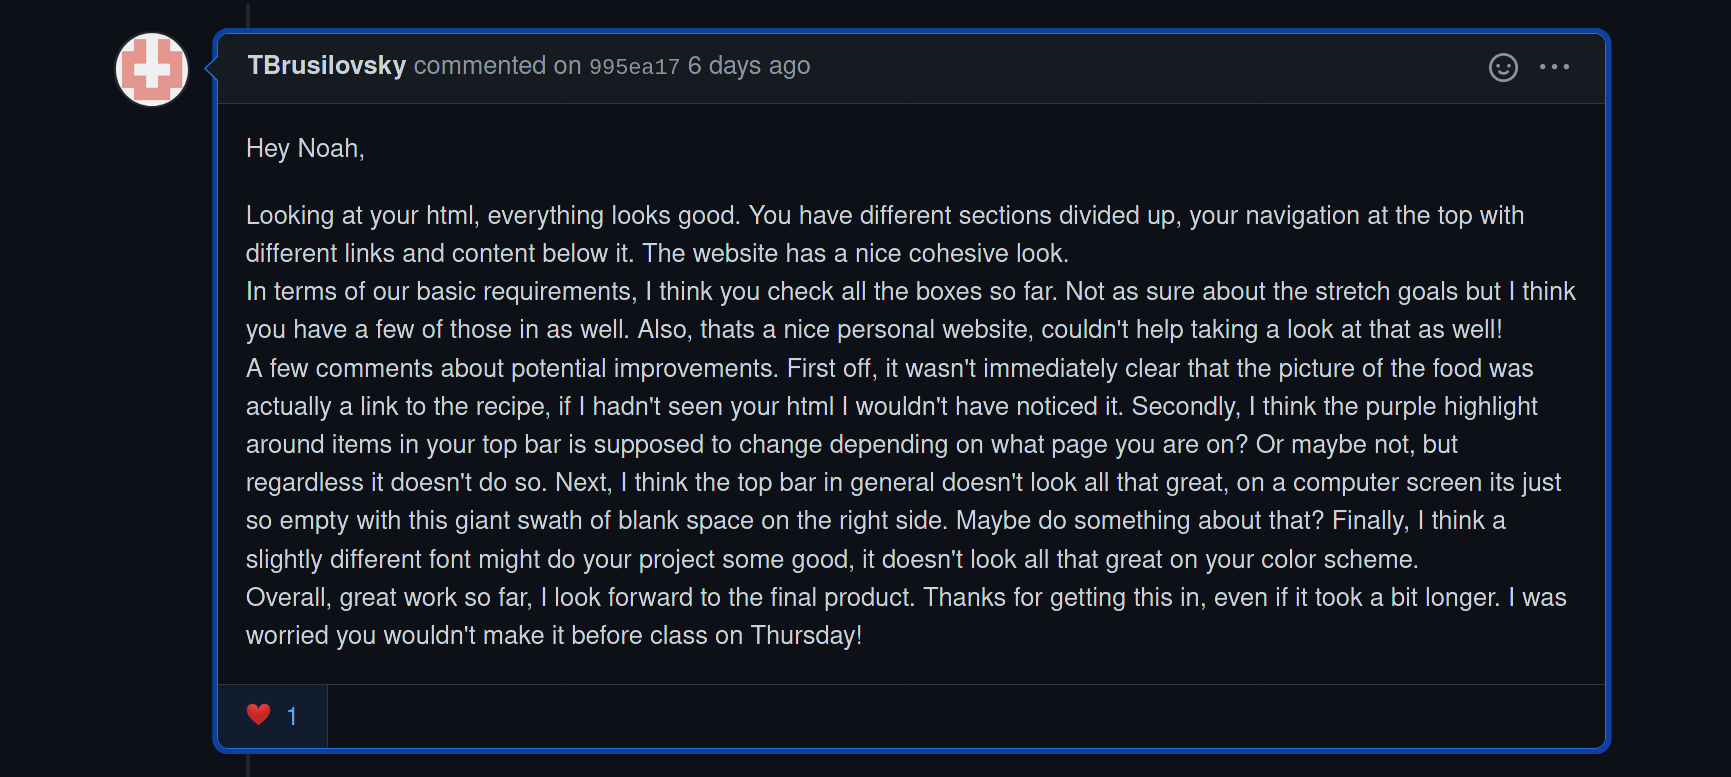 TBrusilovsky commented on 995ea17 6 days ago
Hey Noah,
Looking at your html, everything looks good. You have different sections divided up, your navigation at the top with
different links and content below it. The website has a nice cohesive look.
In terms of our basic requirements, I think you check all the boxes so far. Not as sure about the stretch goals but I think
you have a few of those in as well. Also, thats a nice personal website, couldn't help taking a look at that as well!
A few comments about potential improvements. First off, it wasn't immediately clear that the picture of the food was
actually a link to the recipe, if I hadn't seen your html I wouldn't have noticed it. Secondly, I think the purple highlight
around items in your top bar is supposed to change depending on what page you are on? Or maybe not, but
regardless it doesn't do so. Next, I think the top bar in general doesn't look all that great, on a computer screen its just
so empty with this giant swath of blank space on the right side. Maybe do something about that? Finally, I think a
slightly different font might do your project some good, it doesn't look all that great on your color scheme.
Overall, great work so far, I look forward to the final product. Thanks for getting this in, even if it took a bit longer. I was
worried you wouldn't make it before class on Thursday!
❤️ 1